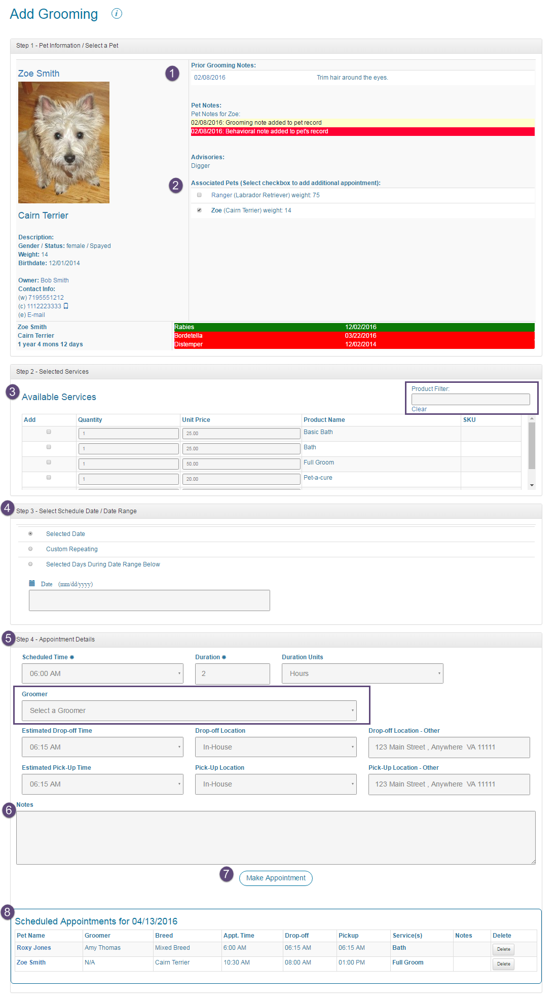 Add Grooming i
Step 1 - Pet Information / Select a Pet
1
Zoe Smith
Cairn Terrier
Description:
Gender / Status: female / Spayed
Weight: 14
Birthdate: 12/01/2014
Owner: Bob Smith
Contact Info:
(w) 7195551212
(c) 1112223333
(e) E-mail
Prior Grooming Notes:
02/08/2016 Trim hair around the eyes.
Pet Notes:
Pet Notes for Zoe:
02/08/2016: Grooming note added to pet record
02/08/2016: Behavioral note added to pet's record
Advisories:
Digger
2
Associated Pets (Select checkbox to add additional appointment):
Ranger (Labrador Retriever) weight: 75
Zoe (Cairn Terrier) weight: 14
Zoe Smith
Cairn Terrier
1 year 4 mons 12 days
Rabies 12/02/2016
Bordetella 03/22/2016
Distemper 12/02/2014
Step 2 - Selected Services
3
Available Services
Product Filter:
Clear
Add Quantity Unit Price Product Name SKU
1 25.00 Basic Bath
1 25.00 Bath
1 50.00 Full Groom
1 20.00 Pet-a-cure
4
Step 3 - Select Schedule Date / Date Range
Selected Date
Custom Repeating
Selected Days During Date Range Below
Date (mm/dd/yyyy)
5
Step 4 - Appointment Details
Scheduled Time ✱ Duration ✱ Duration Units
06:00 AM 2 Hours
Groomer
Select a Groomer
Estimated Drop-off Time Drop-off Location Drop-off Location - Other
06:15 AM In-House 123 Main Street , Anywhere VA 11111
Estimated Pick-Up Time Pick-Up Location Pick-Up Location - Other
06:15 AM In-House 123 Main Street , Anywhere VA 11111
6
Notes
7
Make Appointment
8
Scheduled Appointments for 04/13/2016
Pet Name Groomer Breed Appt. Time Drop-off Pickup Service(s) Notes Delete
Roxy Jones Amy Thomas Mixed Breed 6:00 AM 06:15 AM 06:15 AM Bath Delete
Zoe Smith N/A Cairn Terrier 10:30 AM 08:00 AM 01:00 PM Full Groom Delete